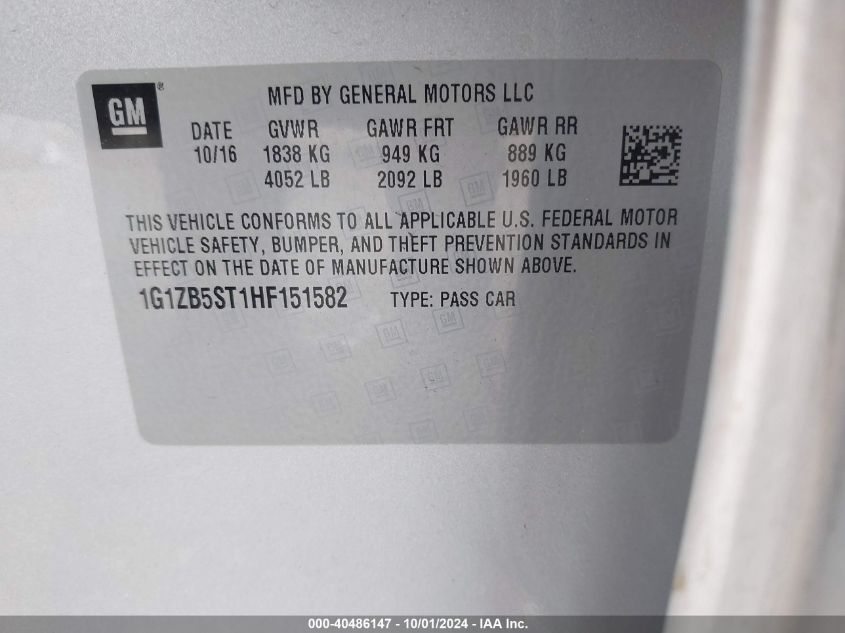 GM®
MFD BY GENERAL MOTORS LLC
DATE GVWR GAWR FRT GAWR RR
10/16 1838 KG 949 KG 889 KG
4052 LB 2092 LB 1960 LB
THIS VEHICLE CONFORMS TO ALL APPLICABLE U.S. FEDERAL MOTOR
VEHICLE SAFETY, BUMPER, AND THEFT PREVENTION STANDARDS IN
EFFECT ON THE DATE OF MANUFACTURE SHOWN ABOVE.
1G1ZB5ST1HF151582 TYPE: PASS CAR
000-40486147 - 10/01/2024 - IAA Inc.